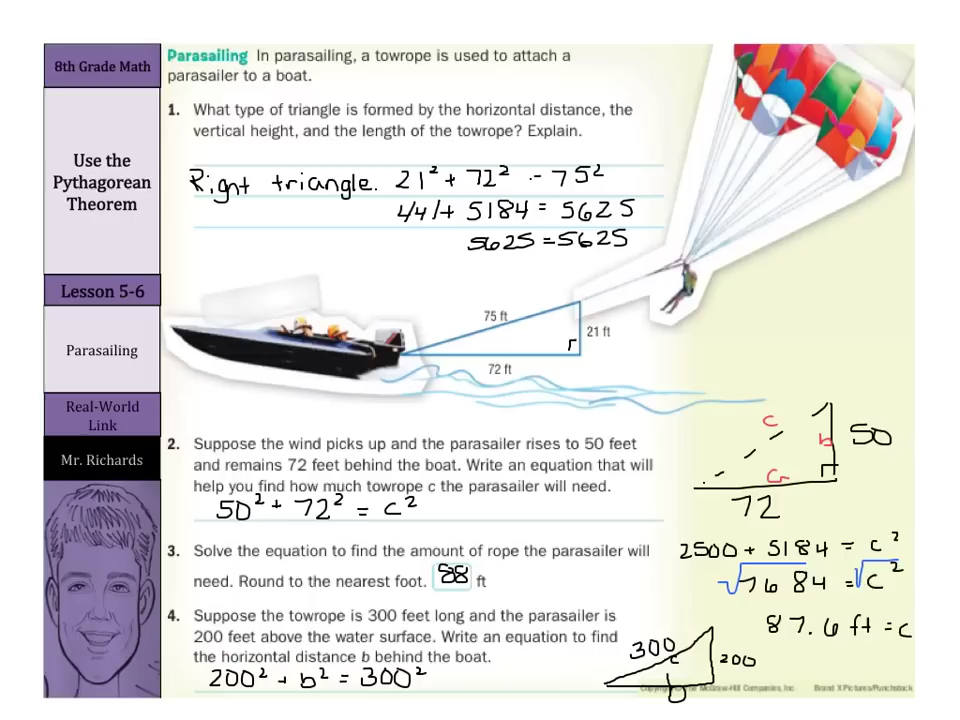 8th Grade Math
Use the
Pythagorean
Theorem
Lesson 5-6
Parasailing
Real-World
Link
Mr. Richards
Parasailing In parasailing, a towrope is used to attach a
parasailer to a boat.
1. What type of triangle is formed by the horizontal distance, the
vertical height, and the length of the towrope? Explain.
Right triangle. 21² + 72² = 75²
441 + 5184 = 5625
5625 = 5625
75 ft
21 ft
72 ft
2. Suppose the wind picks up and the parasailer rises to 50 feet
and remains 72 feet behind the boat. Write an equation that will
help you find how much towrope c the parasailer will need.
50² + 72² = c²
c
b
50
a
72
3. Solve the equation to find the amount of rope the parasailer will
need. Round to the nearest foot. 88 ft
2500 + 5184 = c²
√7684 = √c²
87.6 ft = c
4. Suppose the towrope is 300 feet long and the parasailer is
200 feet above the water surface. Write an equation to find
the horizontal distance b behind the boat.
200² + b² = 300²
300
c
200
b
McGraw-Hill Companies, Inc. Brand X Pictures/Punchstock